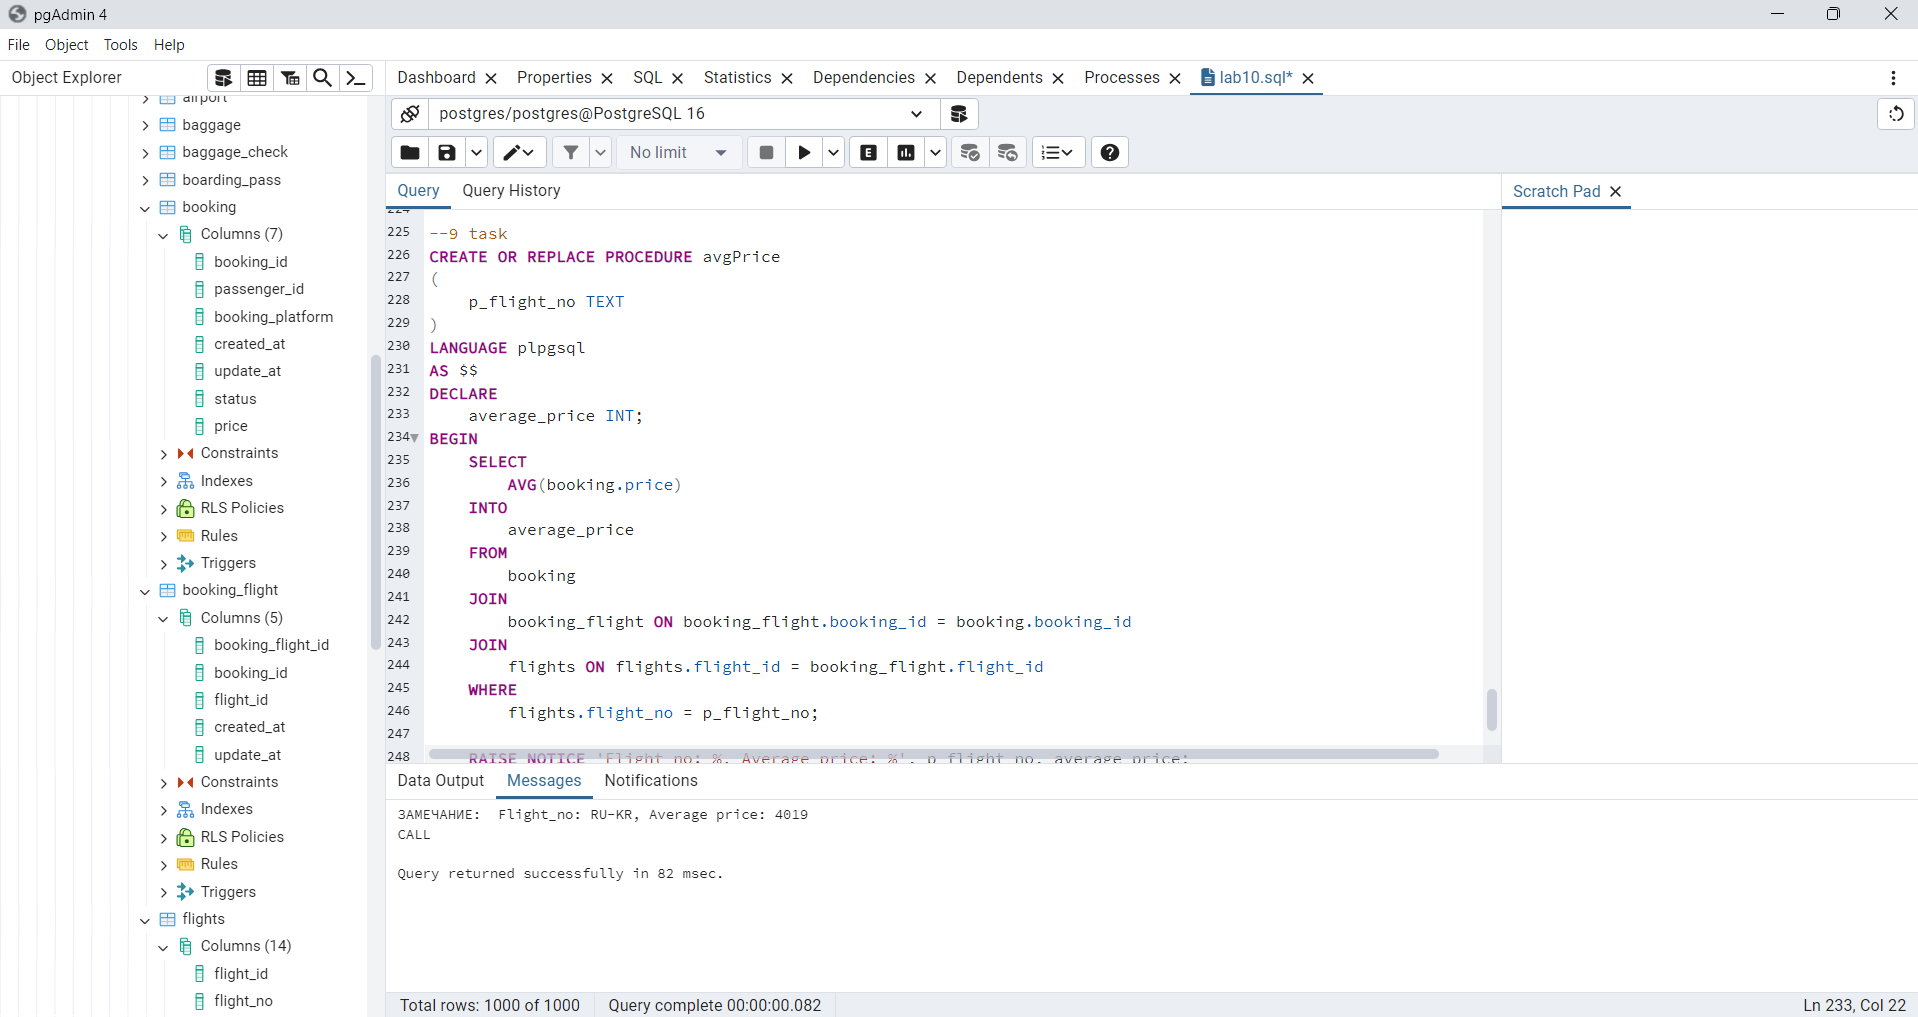 pgAdmin 4
File Object Tools Help
Object Explorer
Dashboard Properties SQL Statistics Dependencies Dependents Processes lab10.sql*
postgres/postgres@PostgreSQL 16
No limit
Query Query History
Scratch Pad
airport
baggage
baggage_check
boarding_pass
booking
Columns (7)
booking_id
passenger_id
booking_platform
created_at
update_at
status
price
Constraints
Indexes
RLS Policies
Rules
Triggers
booking_flight
Columns (5)
booking_flight_id
booking_id
flight_id
created_at
update_at
Constraints
Indexes
RLS Policies
Rules
Triggers
flights
Columns (14)
flight_id
flight_no
224
225 --9 task
226 CREATE OR REPLACE PROCEDURE avgPrice
227 (
228 p_flight_no TEXT
229 )
230 LANGUAGE plpgsql
231 AS $$
232 DECLARE
233 average_price INT;
234 BEGIN
235 SELECT
236 AVG(booking.price)
237 INTO
238 average_price
239 FROM
240 booking
241 JOIN
242 booking_flight ON booking_flight.booking_id = booking.booking_id
243 JOIN
244 flights ON flights.flight_id = booking_flight.flight_id
245 WHERE
246 flights.flight_no = p_flight_no;
247
248 RAISE NOTICE 'Flight_no: %, Average price: %', p_flight_no, average_price;
Data Output Messages Notifications
ЗАМЕЧАНИЕ: Flight_no: RU-KR, Average price: 4019
CALL
Query returned successfully in 82 msec.
Total rows: 1000 of 1000 Query complete 00:00:00.082 Ln 233, Col 22